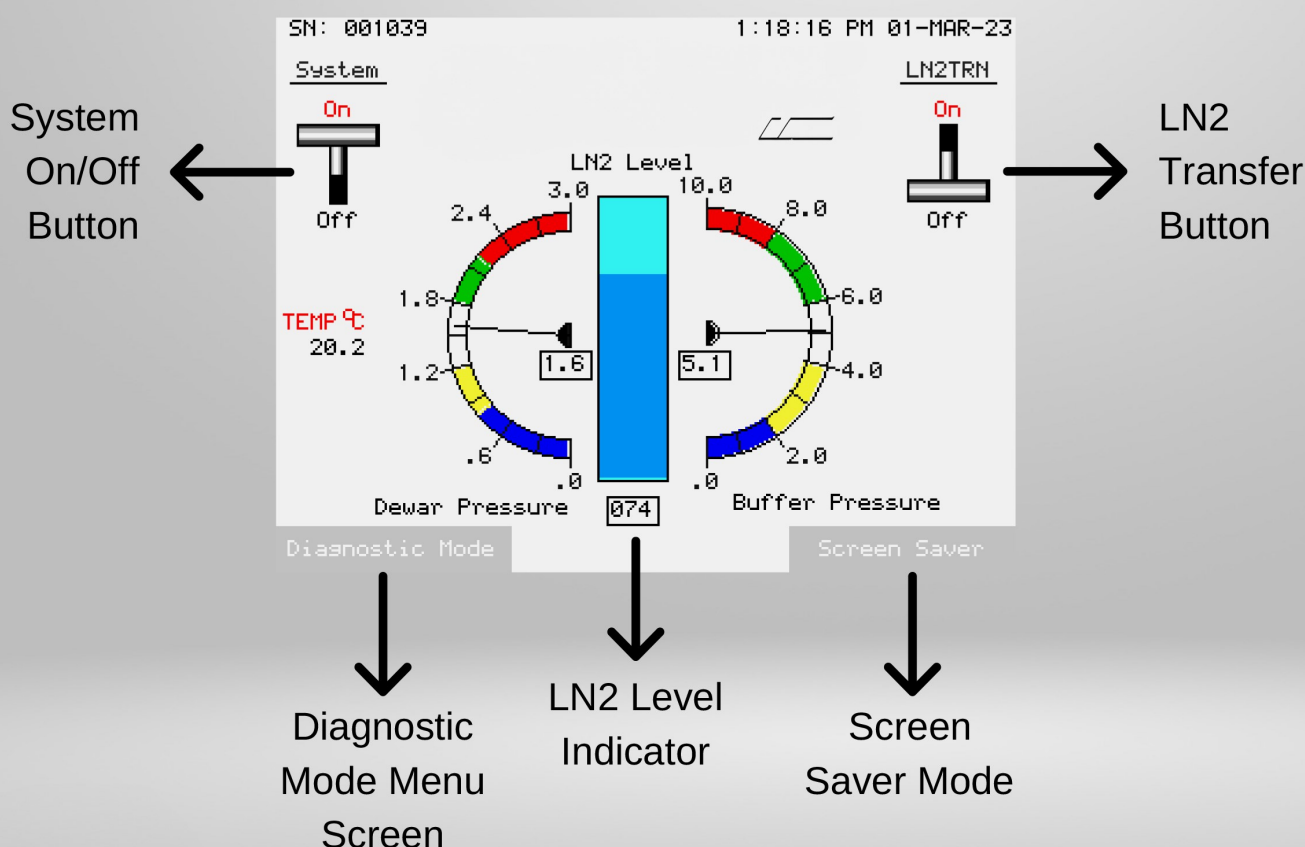 SN: 001039
1:18:16 PM 01-MAR-23
System
LN2TRN
On
On
System
On/Off
Button
LN2
Transfer
Button
Off
Off
LN2 Level
3.0
10.0
2.4
8.0
1.8
6.0
TEMP °C
20.2
1.6
5.1
1.2
4.0
.6
2.0
.0
.0
Dewar Pressure
074
Buffer Pressure
Diagnostic Mode
Screen Saver
Diagnostic
Mode Menu
Screen
LN2 Level
Indicator
Screen
Saver Mode